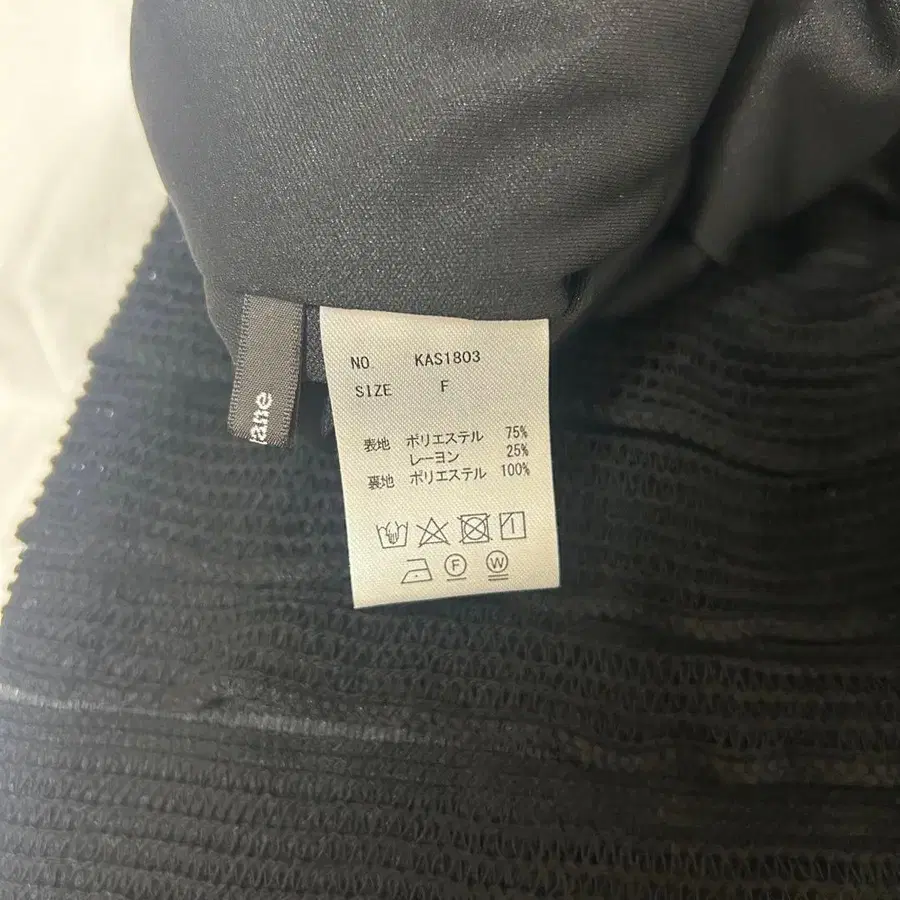 NO. KAS1803
SIZE F
表地 ポリエステル 75%
レーヨン 25%
裏地 ポリエステル 100%
F W